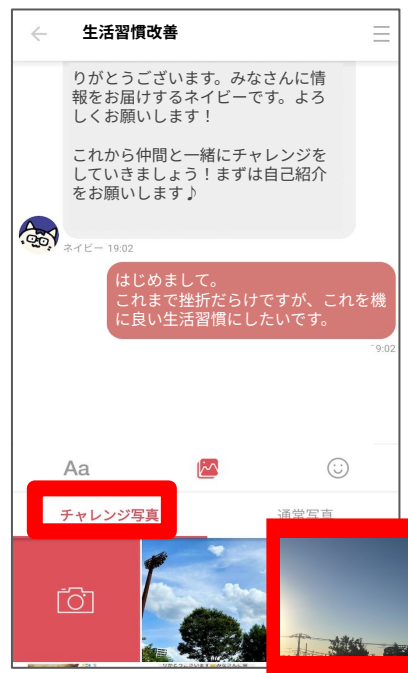 生活習慣改善
りがとうございます。みなさんに情
報をお届けするネイビーです。よろ
しくお願いします！
これから仲間と一緒にチャレンジを
していきましょう！まずは自己紹介
をお願いします♪
ネイビー 19:02
はじめまして。
これまで挫折だらけですが、これを機
に良い生活習慣にしたいです。
19:02
Aa
チャレンジ写真
通常写真